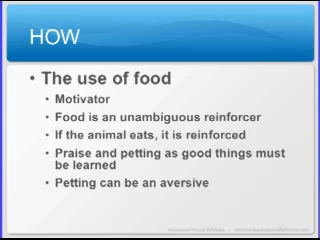 HOW
• The use of food
• Motivator
• Food is an unambiguous reinforcer
• If the animal eats, it is reinforced
• Praise and petting as good things must
be learned
• Petting can be an aversive